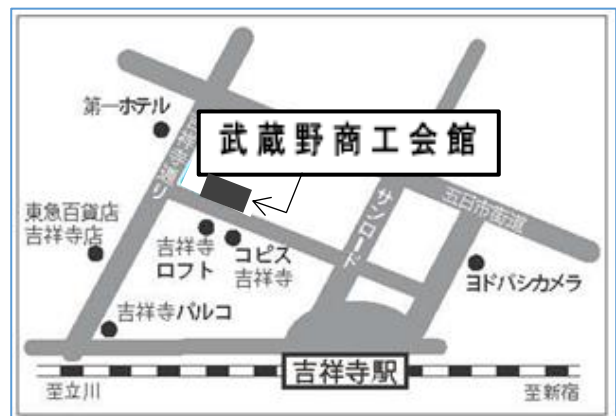 第一ホテル
吉祥寺通り
武蔵野商工会館
サンロード
五日市街道
東急百貨店
吉祥寺店
吉祥寺
ロフト
コピス
吉祥寺
ヨドバシカメラ
吉祥寺パルコ
吉祥寺駅
至立川
至新宿